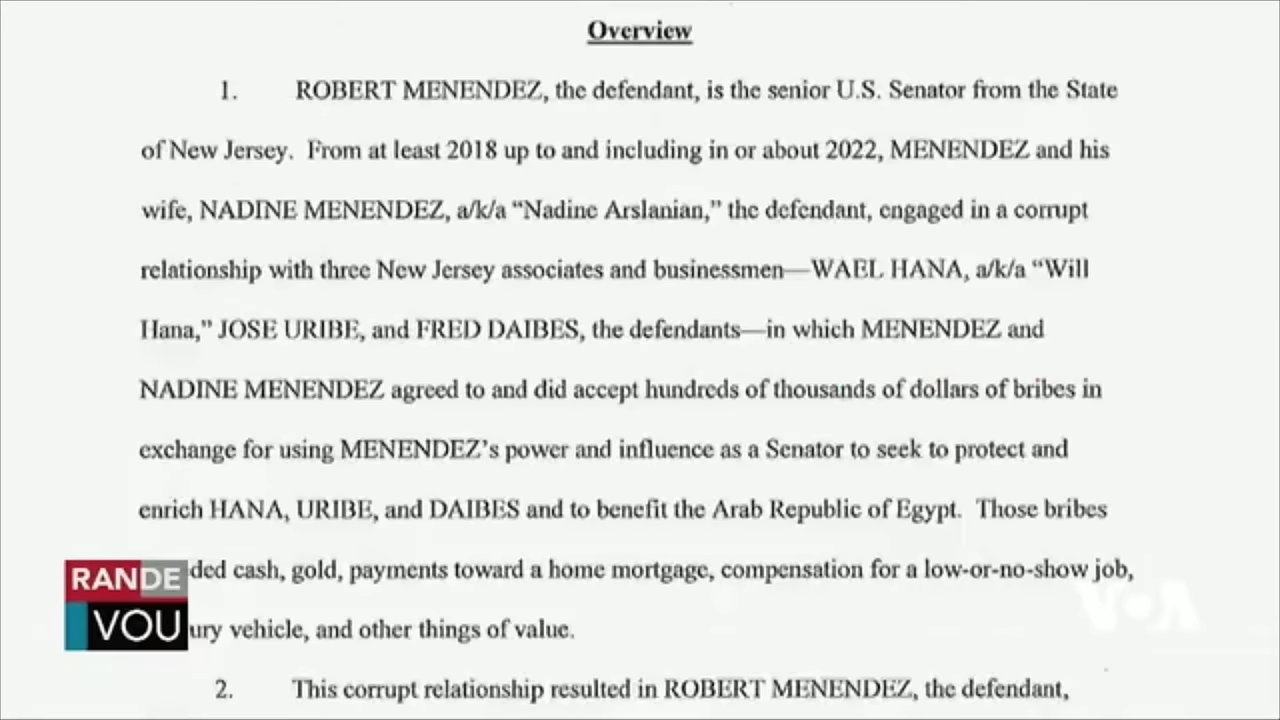 Overview
1. ROBERT MENENDEZ, the defendant, is the senior U.S. Senator from the State
of New Jersey. From at least 2018 up to and including in or about 2022, MENENDEZ and his
wife, NADINE MENENDEZ, a/k/a “Nadine Arslanian,” the defendant, engaged in a corrupt
relationship with three New Jersey associates and businessmen—WAEL HANA, a/k/a “Will
Hana,” JOSE URIBE, and FRED DAIBES, the defendants—in which MENENDEZ and
NADINE MENENDEZ agreed to and did accept hundreds of thousands of dollars of bribes in
exchange for using MENENDEZ’s power and influence as a Senator to seek to protect and
enrich HANA, URIBE, and DAIBES and to benefit the Arab Republic of Egypt. Those bribes
ded cash, gold, payments toward a home mortgage, compensation for a low-or-no-show job,
ury vehicle, and other things of value.
2. This corrupt relationship resulted in ROBERT MENENDEZ, the defendant,
RANDE
VOU
VOA